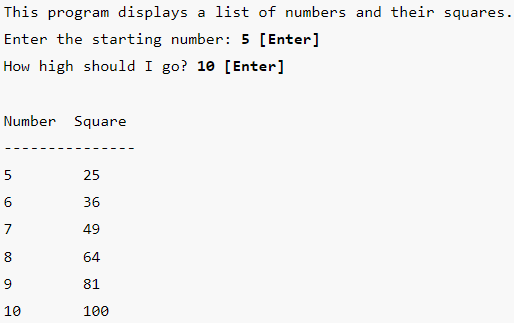 This program displays a list of numbers and their squares.
Enter the starting number: 5 [Enter]
How high should I go? 10 [Enter]
Number  Square
---------------
5        25
6        36
7        49
8        64
9        81
10       100